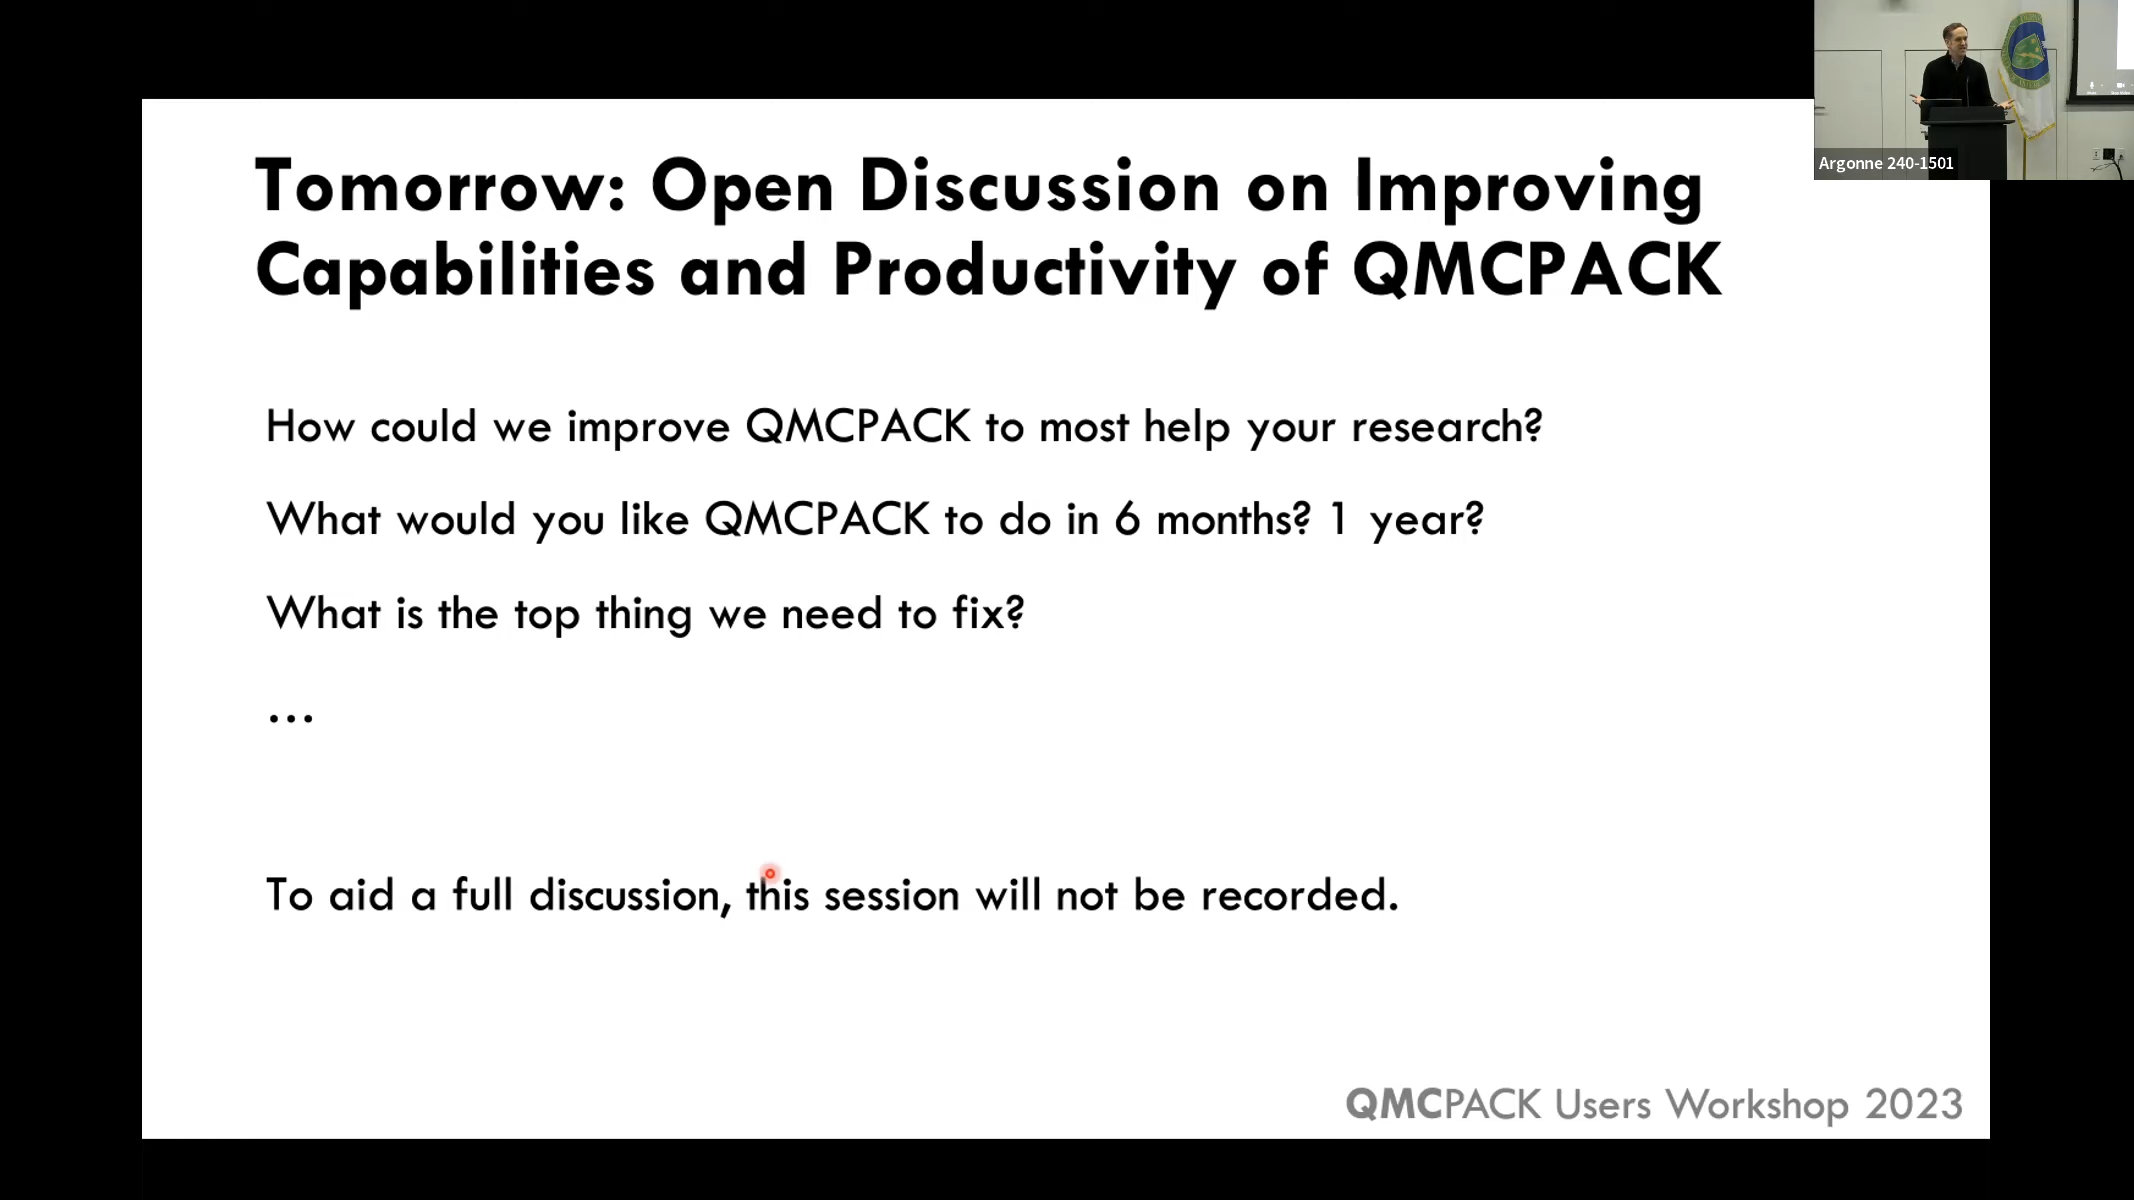 Tomorrow: Open Discussion on Improving
Capabilities and Productivity of QMCPACK
How could we improve QMCPACK to most help your research?
What would you like QMCPACK to do in 6 months? 1 year?
What is the top thing we need to fix?
...
To aid a full discussion, this session will not be recorded.
QMCPACK Users Workshop 2023
Argonne 240-1501